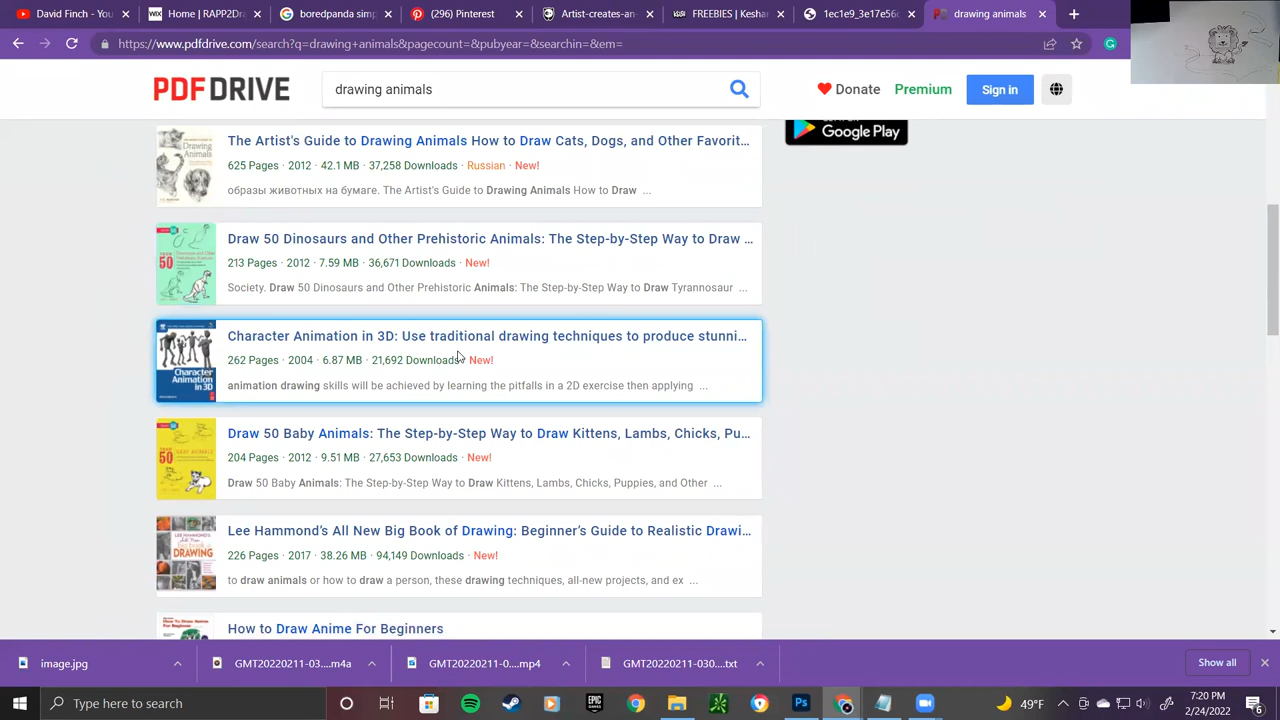 David Finch - You
WIX Home | RAPP2Dr
boredpanda simp
(296) Pinterest
Art-creates-an
FREEBIES | Keshar
1ec1e9_3e17e56
drawing animals
https://www.pdfdrive.com/search?q=drawing+animals&pagecount=&pubyear=&searchin=&em=
PDF DRIVE
drawing animals
Donate
Premium
Sign in
Google Play
The Artist's Guide to Drawing Animals How to Draw Cats, Dogs, and Other Favorit...
625 Pages · 2012 · 42.1 MB · 37,258 Downloads · Russian · New!
образы животных на бумаге. The Artist's Guide to Drawing Animals How to Draw ...
Draw 50 Dinosaurs and Other Prehistoric Animals: The Step-by-Step Way to Draw ...
213 Pages · 2012 · 7.59 MB · 36,671 Downloads · New!
Society. Draw 50 Dinosaurs and Other Prehistoric Animals: The Step-by-Step Way to Draw Tyrannosaur ...
Character Animation in 3D: Use traditional drawing techniques to produce stunni...
262 Pages · 2004 · 6.87 MB · 21,692 Downloads · New!
animation drawing skills will be achieved by learning the pitfalls in a 2D exercise then applying ...
Character Animation in 3D
Draw 50 Baby Animals: The Step-by-Step Way to Draw Kittens, Lambs, Chicks, Pu...
204 Pages · 2012 · 9.51 MB · 27,653 Downloads · New!
Draw 50 Baby Animals: The Step-by-Step Way to Draw Kittens, Lambs, Chicks, Puppies, and Other ...
Lee Hammond's All New Big Book of Drawing: Beginner's Guide to Realistic Drawi...
226 Pages · 2017 · 38.26 MB · 94,149 Downloads · New!
to draw animals or how to draw a person, these drawing techniques, all-new projects, and ex ...
How to Draw Anime For Beginne
image.jpg
GMT20220211-03....m4a
GMT20220211-0....mp4
GMT20220211-030....txt
Show all
Type here to search
49°F
7:20 PM
2/24/2022
6